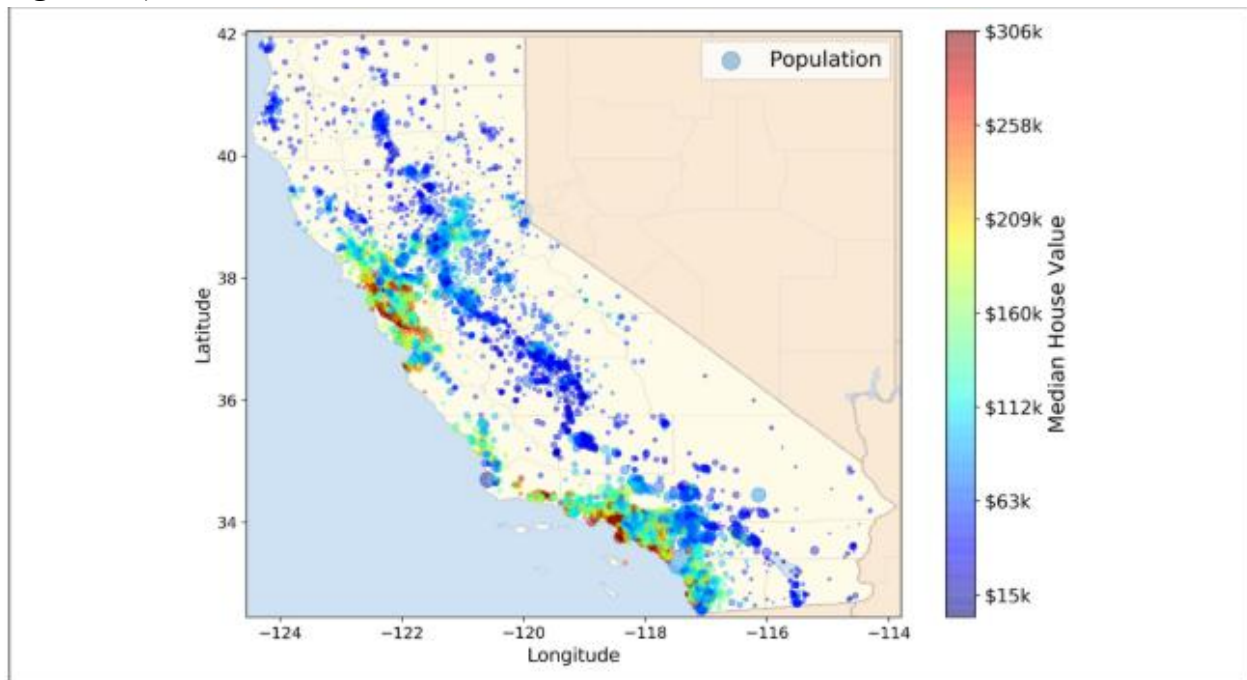 42
40
38
36
34
Latitude
−124
−122
−120
−118
−116
−114
Longitude
Population
$306k
$258k
$209k
$160k
$112k
$63k
$15k
Median House Value